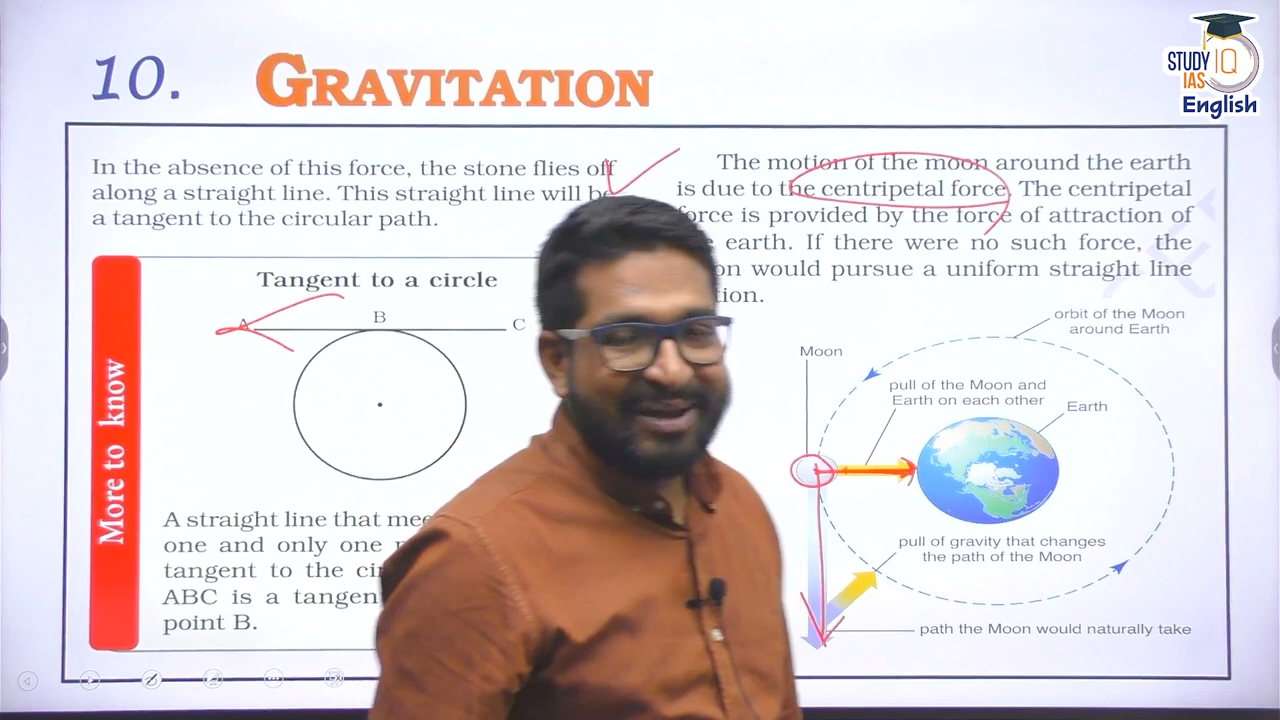 10. GRAVITATION
STUDY IQ
IAS
English
In the absence of this force, the stone flies off
along a straight line. This straight line will be
a tangent to the circular path.
More to know
Tangent to a circle
A
B
C
A straight line that
one and only one
tangent to the
ABC is a
point B.
The motion of the moon around the earth
is due to the centripetal force. The centripetal
force is provided by the force of attraction of
earth. If there were no such force, the
would pursue a uniform straight line
orbit of the Moon
around Earth
Moon
pull of the Moon and
Earth on each other
Earth
pull of gravity that changes
the path of the Moon
path the Moon would naturally take